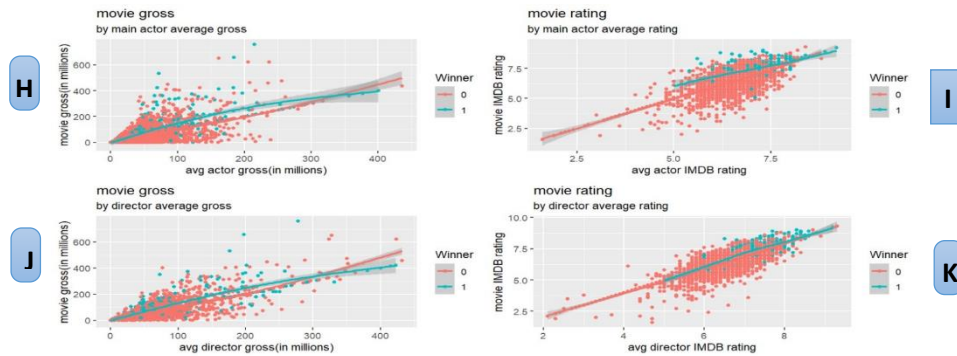 movie gross
by main actor average gross
H
movie gross(in millions)
600
400
200
0
0
100
200
300
400
avg actor gross(in millions)
Winner
0
1
movie rating
by main actor average rating
I
movie IMDB rating
7.5
5.0
2.5
2.5
5.0
7.5
avg actor IMDB rating
Winner
0
1
movie gross
by director average gross
J
movie gross(in millions)
600
400
200
0
0
100
200
300
400
avg director gross(in millions)
Winner
0
1
movie rating
by director average rating
K
movie IMDB rating
10.0
7.5
5.0
2.5
2
4
6
8
avg director IMDB rating
Winner
0
1